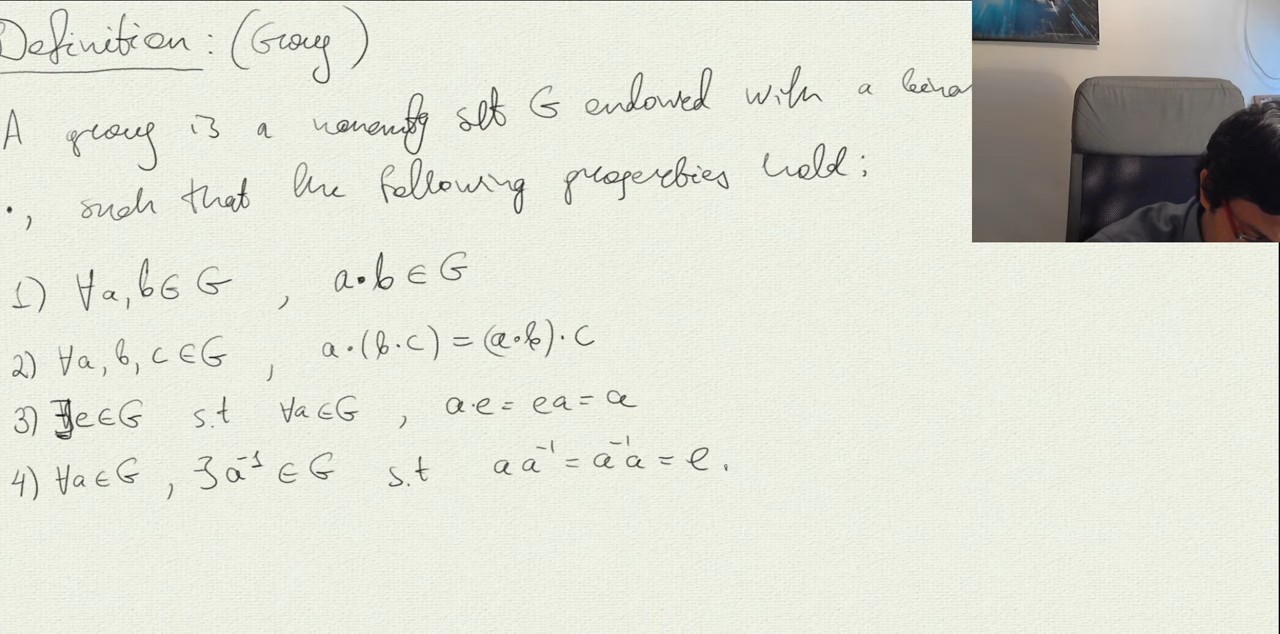 Definition: (Group)
A group is a nonempty set G endowed with a binar
·, such that the following properties hold:
1) ∀a, b ∈ G , a·b ∈ G
2) ∀a, b, c ∈ G , a·(b·c) = (a·b)·c
3) ∃e ∈ G s.t ∀a ∈ G , a·e = ea = a
4) ∀a ∈ G , ∃a⁻¹ ∈ G s.t aa⁻¹ = a⁻¹a = e.